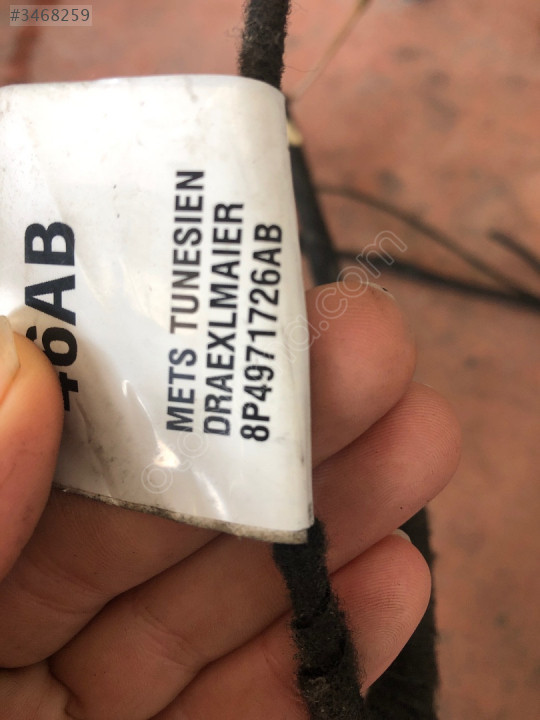 #3468259
METS TUNESIEN
DRAEXLMAIER
8P4971726AB
46AB